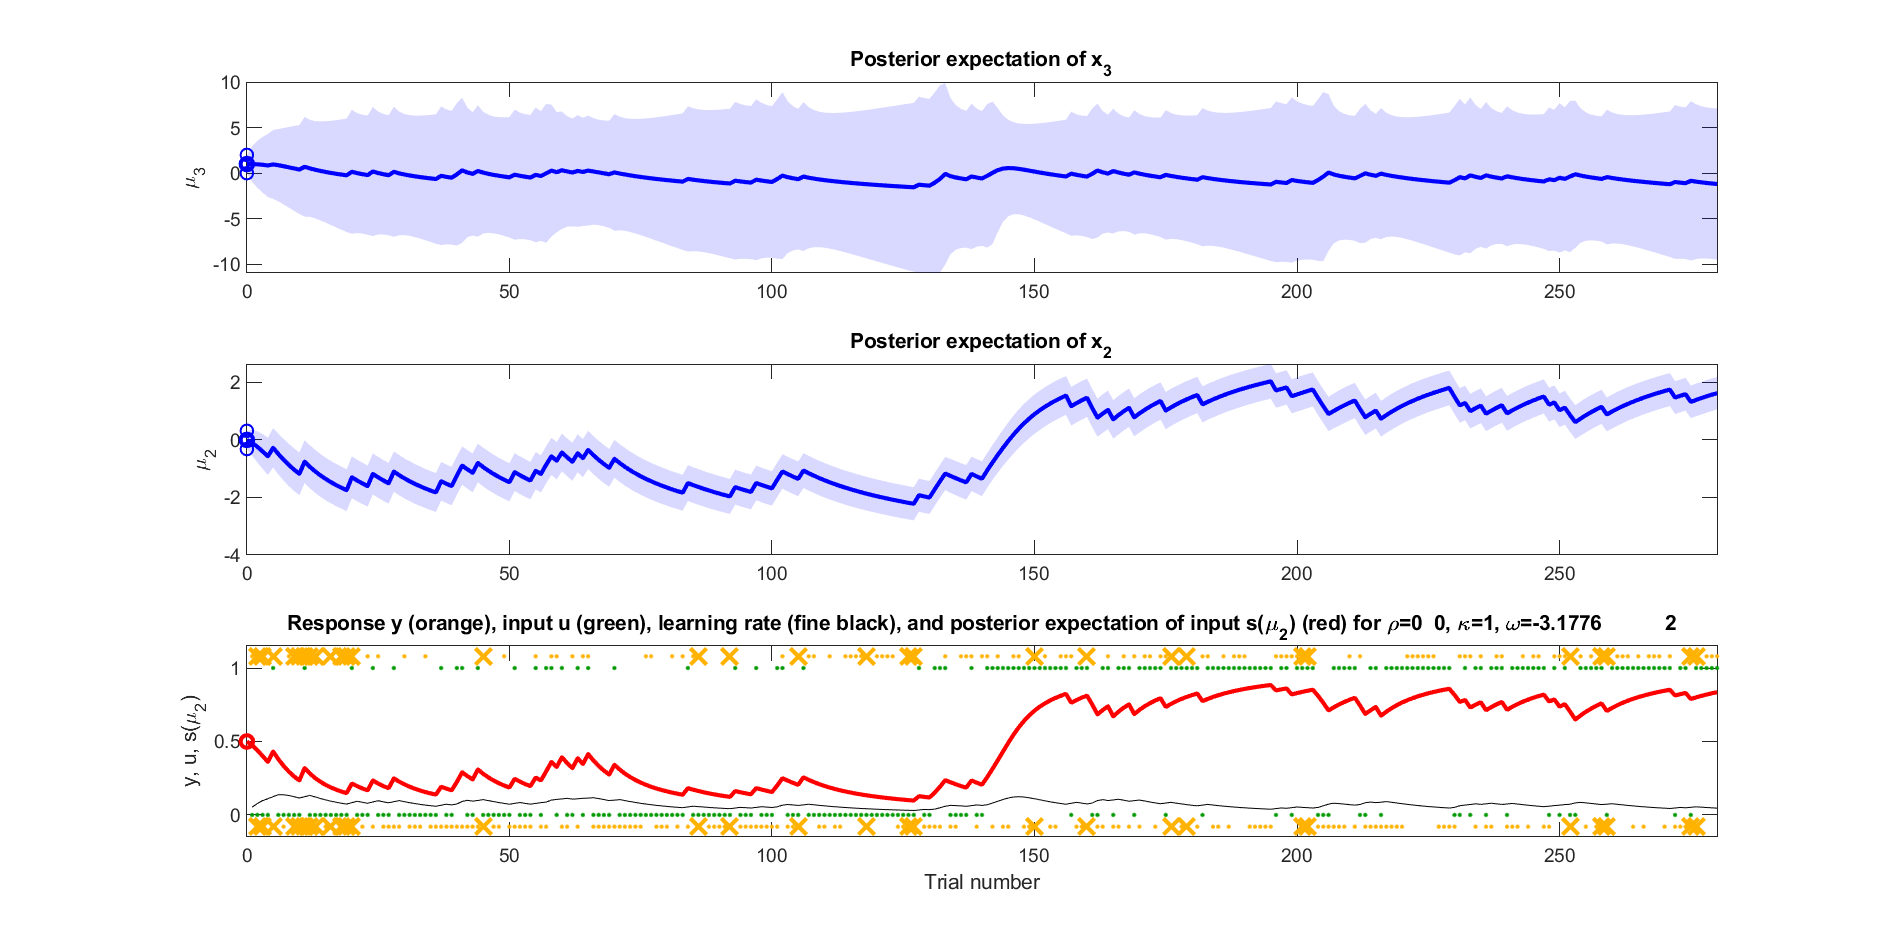 Posterior expectation of x3
10
5
0
-5
-10
μ3
0 50 100 150 200 250
Posterior expectation of x2
2
0
-2
-4
μ2
0 50 100 150 200 250
Response y (orange), input u (green), learning rate (fine black), and posterior expectation of input s(μ2) (red) for ρ=0 0, κ=1, ω=-3.1776 2
1
0.5
0
y, u, s(μ2)
0 50 100 150 200 250
Trial number